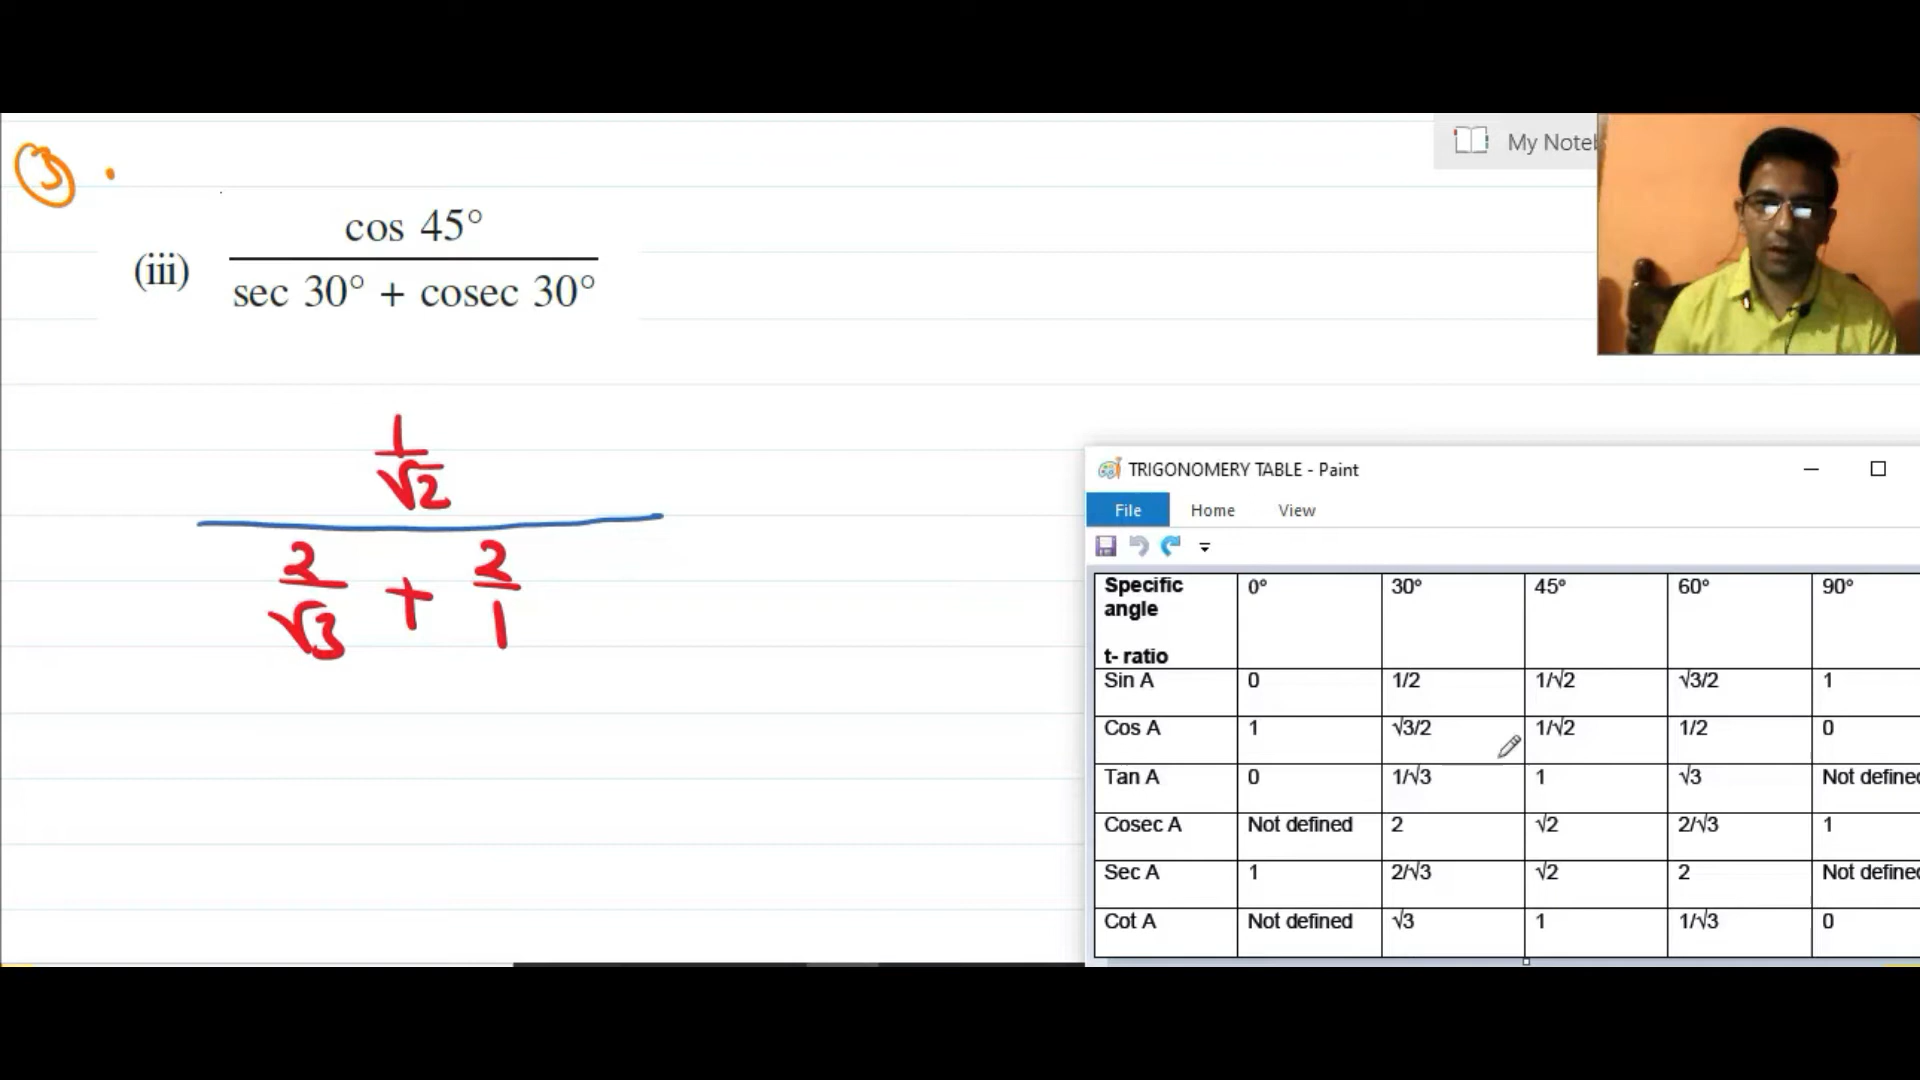 3 .
My Note
(iii) cos 45°
sec 30° + cosec 30°
1
√2
2 + 2
√3 1
TRIGONOMERY TABLE - Paint
File Home View
Specific angle t- ratio 0° 30° 45° 60° 90°
Sin A 0 1/2 1/√2 √3/2 1
Cos A 1 √3/2 1/√2 1/2 0
Tan A 0 1/√3 1 √3 Not defined
Cosec A Not defined 2 √2 2/√3 1
Sec A 1 2/√3 √2 2 Not defined
Cot A Not defined √3 1 1/√3 0